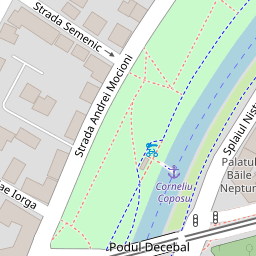 Strada Semenic
Strada Andrei Mocioni
Splaiul Nist
Palatul
Băile
Neptun
Corneliu
Coposu
ae Iorga
Podul Decebal